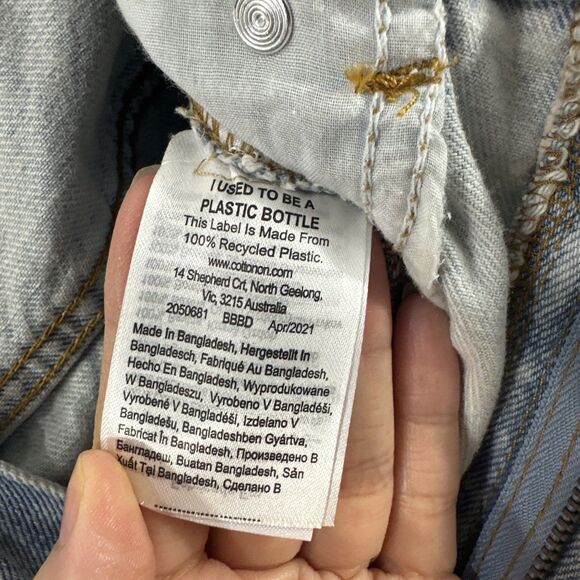 I USED TO BE A
PLASTIC BOTTLE
This Label is Made From
100% Recycled Plastic.
www.cottonon.com
14 Shepherd Crt, North Geelong,
Vic, 3215 Australia
2050681 BBBD Apr/2021
Made In Bangladesh, Hergestellt In
Bangladesch, Fabriqué Au Bangladesh,
Hecho En Bangladesh, Wyprodukowane
W Bangladeszu, Vyrobeno V Bangladéši,
Vyrobené V Bangladéši, Izdelano V
Bangladešu, Bangladeshben Gyártva,
Fabricat În Bangladesh, Произведено В
Бангладеш, Buatan Bangladesh, Sản
Xuất Tại Bangladesh, Сделано В